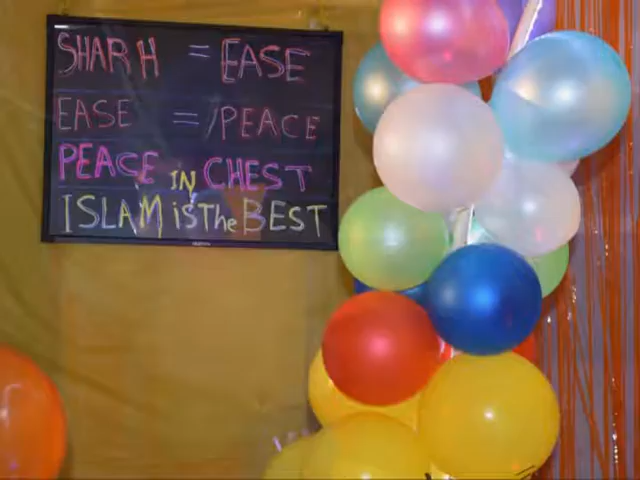 SHARH = EASE
EASE = PEACE
PEACE IN CHEST
ISLAM iS The BEST